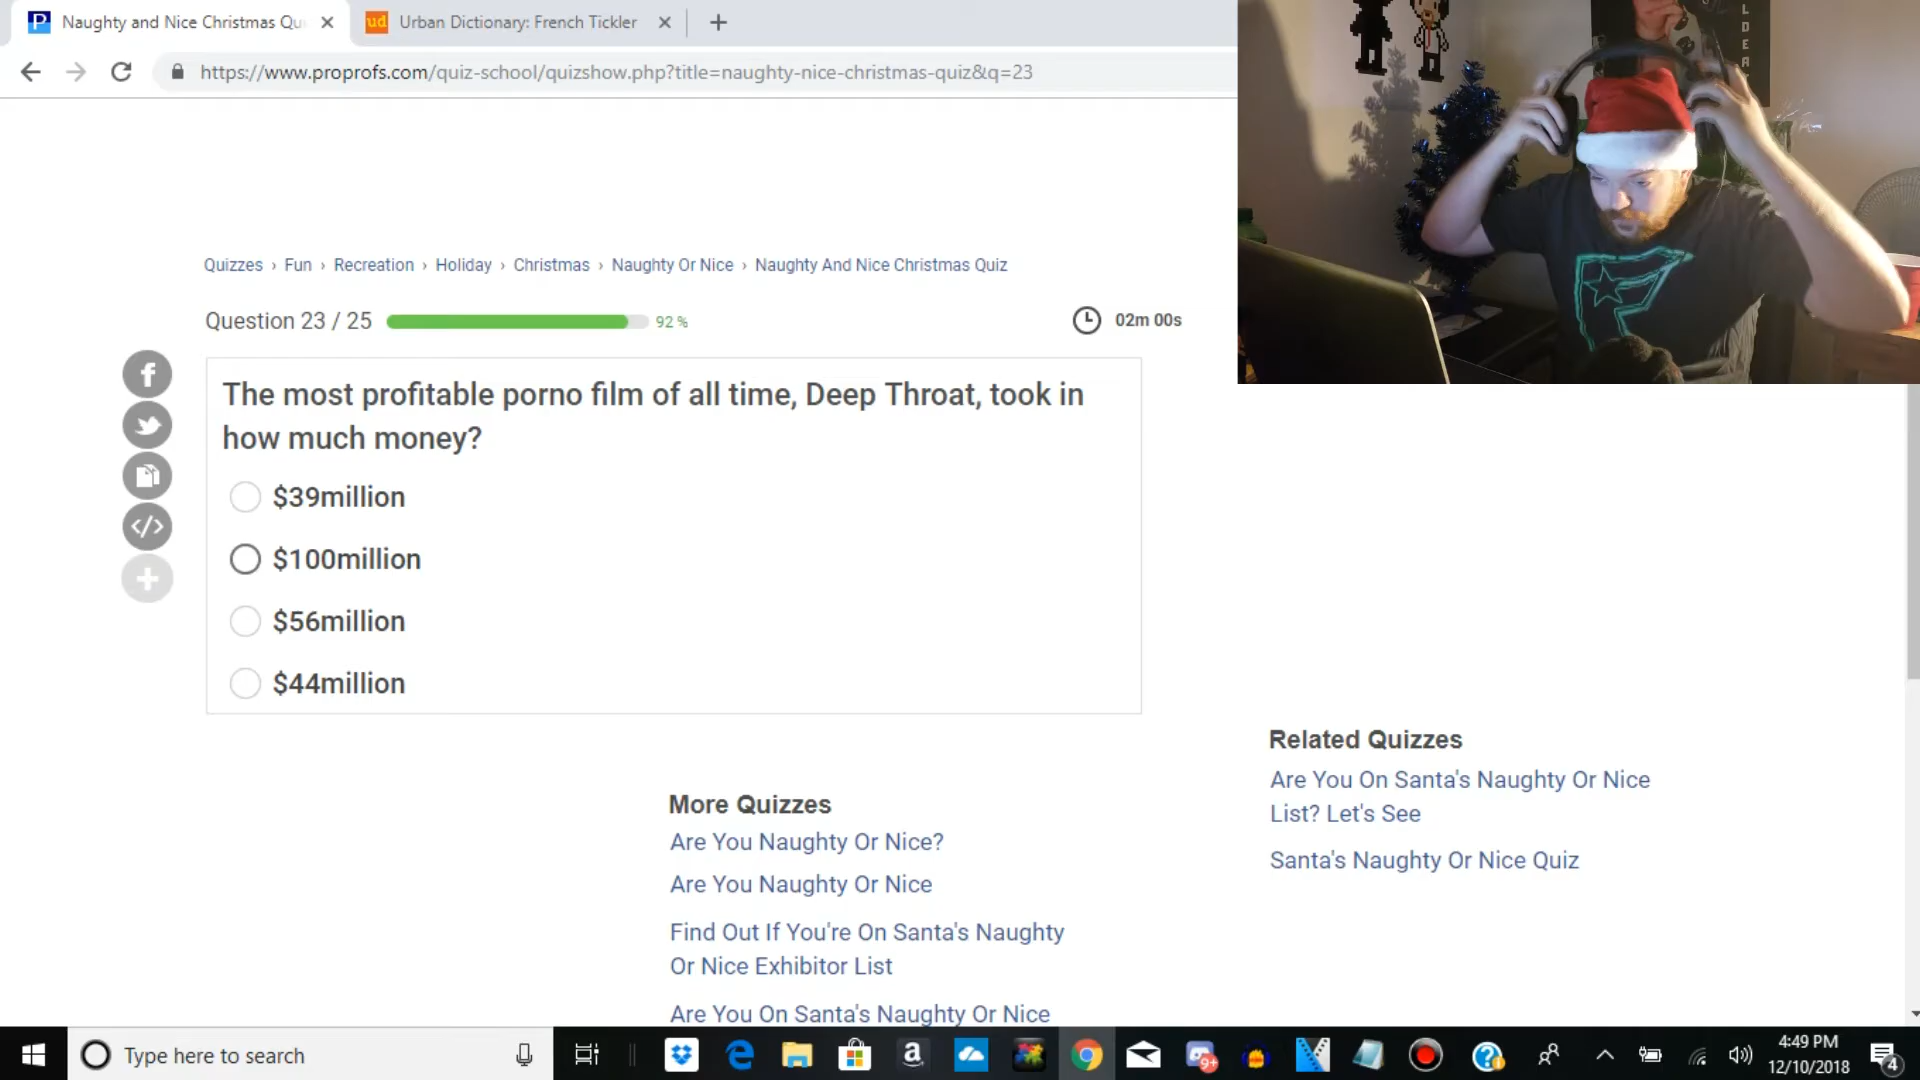 Naughty and Nice Christmas Qu
Urban Dictionary: French Tickler
https://www.proprofs.com/quiz-school/quizshow.php?title=naughty-nice-christmas-quiz&q=23
Quizzes › Fun › Recreation › Holiday › Christmas › Naughty Or Nice › Naughty And Nice Christmas Quiz
Question 23 / 25
92 %
02m 00s
The most profitable porno film of all time, Deep Throat, took in
how much money?
$39million
$100million
$56million
$44million
More Quizzes
Are You Naughty Or Nice?
Are You Naughty Or Nice
Find Out If You're On Santa's Naughty
Or Nice Exhibitor List
Are You On Santa's Naughty Or Nice
Related Quizzes
Are You On Santa's Naughty Or Nice
List? Let's See
Santa's Naughty Or Nice Quiz
Type here to search
4:49 PM
12/10/2018